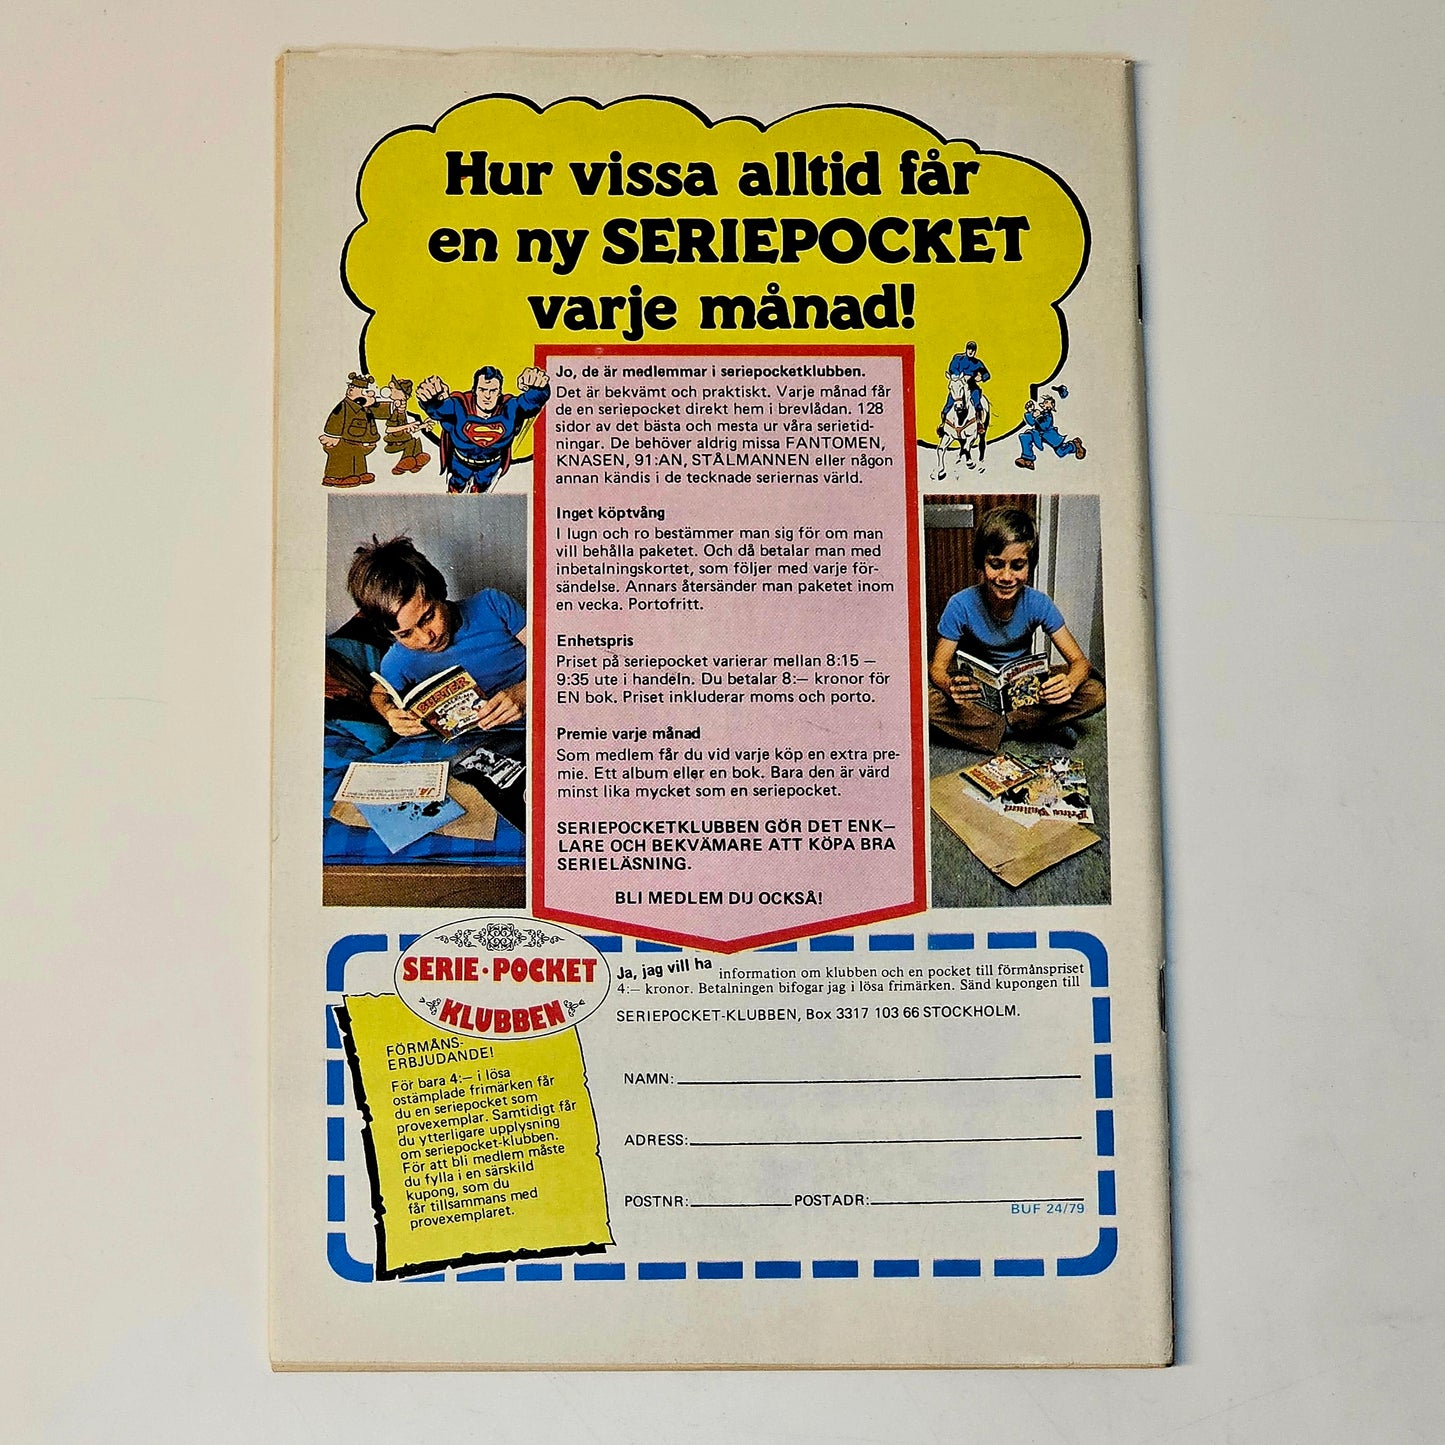 Hur vissa alltid får
en ny SERIEPOCKET
varje månad!
Jo, de är medlemmar i seriepocketklubben.
Det är bekvämt och praktiskt. Varje månad får
de en seriepocket direkt hem i brevlådan. 128
sidor av det bästa och mesta ur våra serietid-
ningar. De behöver aldrig missa FANTOMEN,
KNASEN, 91:AN, STÅLMANNEN eller någon
annan kändis i de tecknade seriernas värld.
Inget köptvång
I lugn och ro bestämmer man sig för om man
vill behålla paketet. Och då betalar man med
inbetalningskortet, som följer med varje för-
sändelse. Annars återsänder man paketet inom
en vecka. Portofritt.
Enhetspris
Priset på seriepocket varierar mellan 8:15 —
9:35 ute i handeln. Du betalar 8:— kronor för
EN bok. Priset inkluderar moms och porto.
Premie varje månad
Som medlem får du vid varje köp en extra pre-
mie. Ett album eller en bok. Bara den är värd
minst lika mycket som en seriepocket.
SERIEPOCKETKLUBBEN GÖR DET ENK—
LARE OCH BEKVÄMARE ATT KÖPA BRA
SERIELÄSNING.
BLI MEDLEM DU OCKSÅ!
BUSTER
SERIE·POCKET
KLUBBEN
FÖRMÅNS-
ERBJUDANDE!
För bara 4:— i lösa
ostämplade frimärken får
du en seriepocket som
provexemplar. Samtidigt får
du ytterligare upplysning
om seriepocket-klubben.
För att bli medlem måste
du fylla i en särskild
kupong, som du
får tillsammans med
provexemplaret.
Ja, jag vill ha information om klubben och en pocket till förmånspriset
4:— kronor. Betalningen bifogar jag i lösa frimärken. Sänd kupongen till
SERIEPOCKET-KLUBBEN, Box 3317 103 66 STOCKHOLM.
NAMN:
ADRESS:
POSTNR: POSTADR:
BUF 24/79